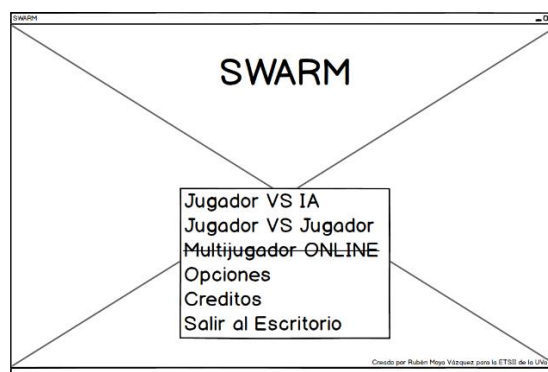 SWARM
SWARM
Jugador VS IA
Jugador VS Jugador
Multijugador ONLINE
Opciones
Creditos
Salir al Escritorio
Creado por Rubén Moya Vázquez para la ETSII de la UVa